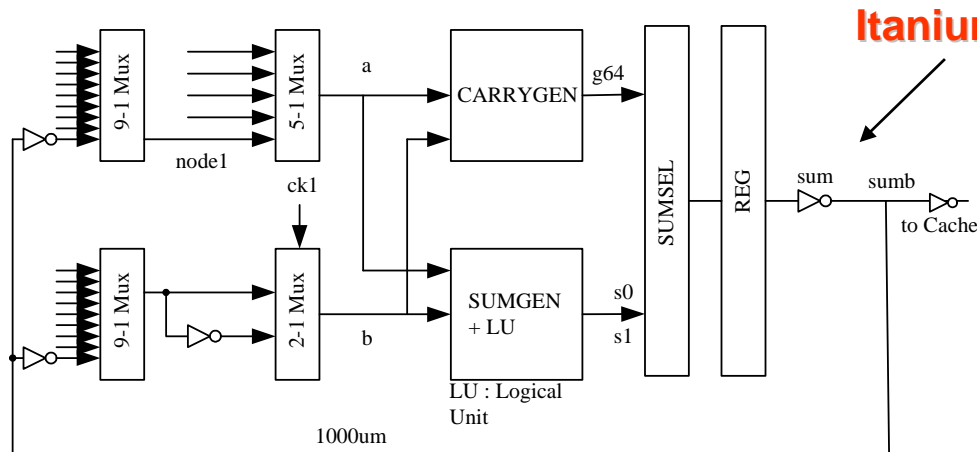 Itanium
9-1 Mux
5-1 Mux
a
CARRYGEN
g64
node1
ck1
SUMSEL
REG
sum
sumb
to Cache
9-1 Mux
2-1 Mux
b
SUMGEN
+ LU
s0
s1
LU : Logical
Unit
1000um